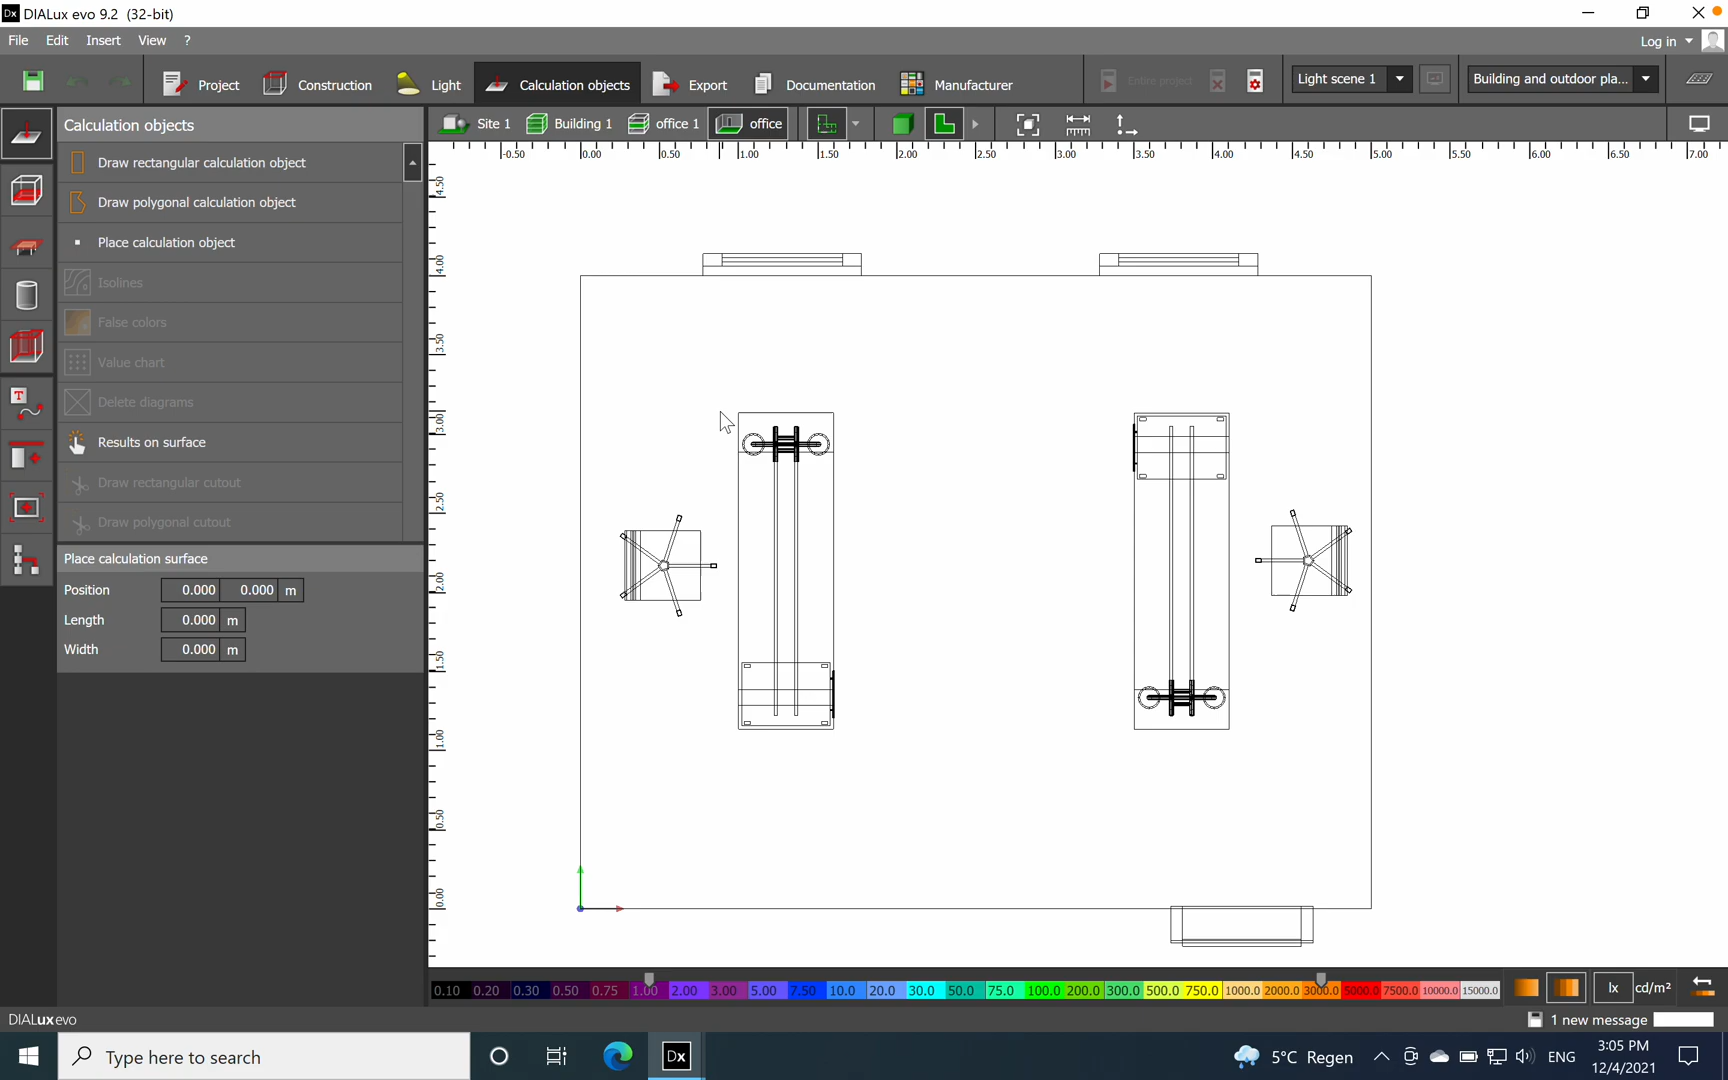 DIALux evo 9.2 (32-bit)
File Edit Insert View ? Log in
Project Construction Light Calculation objects Export Documentation Manufacturer Entire project Light scene 1 Building and outdoor pla...
Calculation objects
Site 1 Building 1 office 1 office
-0.50 0.00 0.50 1.00 1.50 2.00 2.50 3.00 3.50 4.00 4.50 5.00 5.50 6.00 6.50 7.00
4.50
4.00
3.50
3.00
2.50
2.00
1.50
1.00
0.50
0.00
Draw rectangular calculation object
Draw polygonal calculation object
Place calculation object
Isolines
False colors
Value chart
Delete diagrams
Results on surface
Draw rectangular cutout
Draw polygonal cutout
Place calculation surface
Position 0.000 0.000 m
Length 0.000 m
Width 0.000 m
0.10 0.20 0.30 0.50 0.75 1.00 2.00 3.00 5.00 7.50 10.0 20.0 30.0 50.0 75.0 100.0 200.0 300.0 500.0 750.0 1000.0 2000.0 3000.0 5000.0 7500.0 10000.0 15000.0 lx cd/m²
DIALux evo 1 new message
Type here to search
Dx
5°C Regen ENG
3:05 PM
12/4/2021